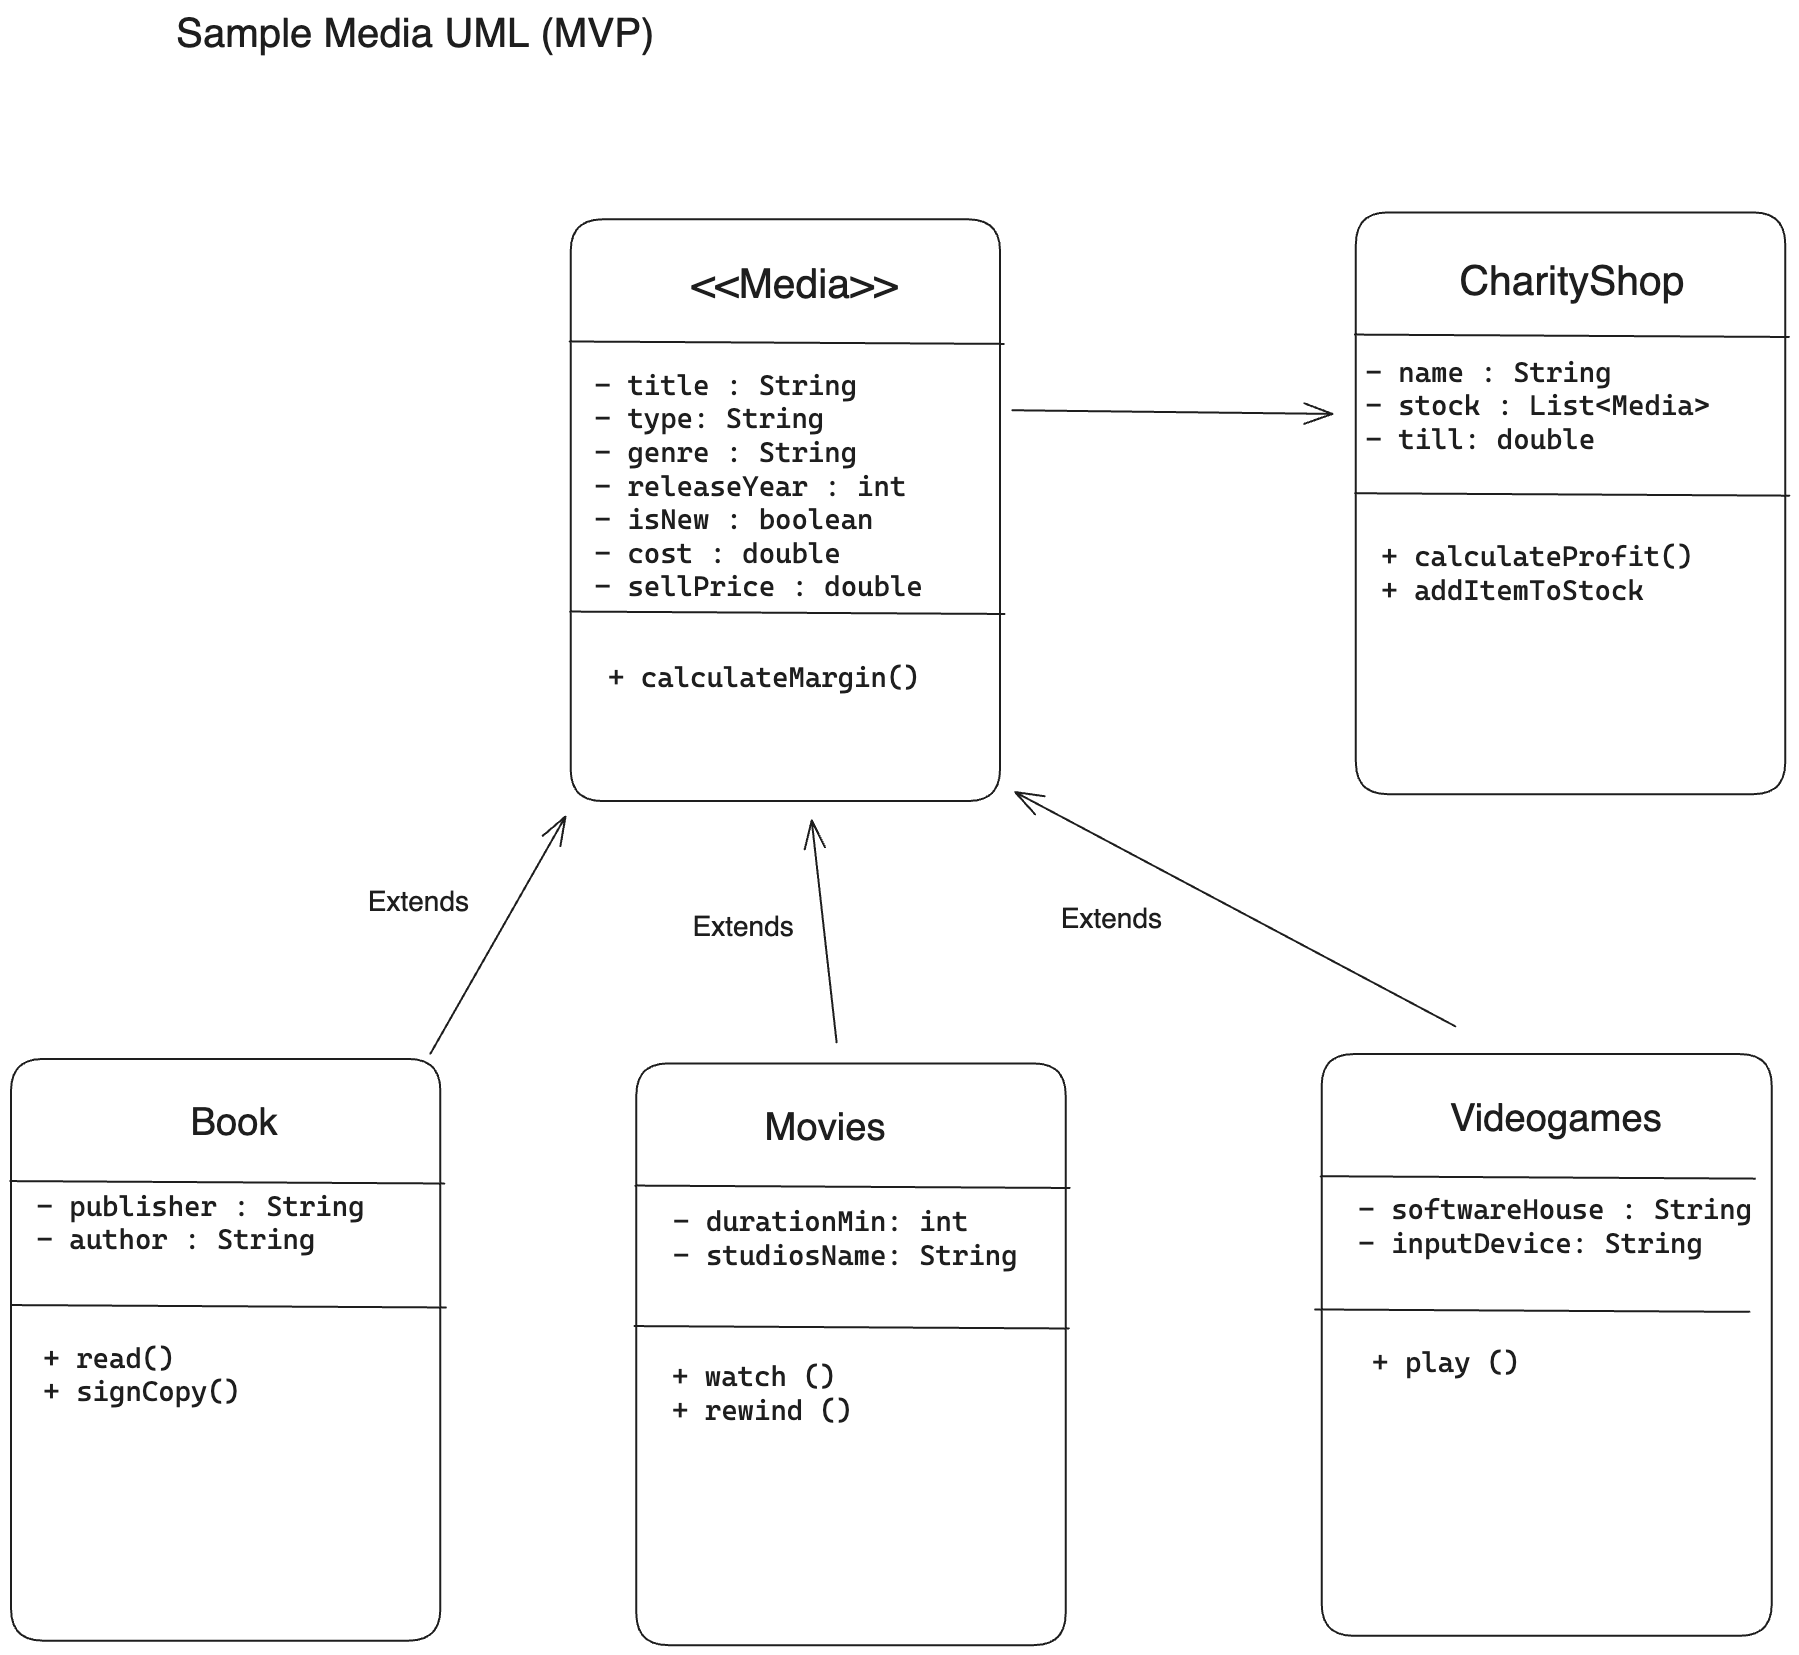 Sample Media UML (MVP)
<<Media>>
- title : String
- type: String
- genre : String
- releaseYear : int
- isNew : boolean
- cost : double
- sellPrice : double
+ calculateMargin()
CharityShop
- name : String
- stock : List<Media>
- till: double
+ calculateProfit()
+ addItemToStock
Extends
Extends
Extends
Book
- publisher : String
- author : String
+ read()
+ signCopy()
Movies
- durationMin: int
- studiosName: String
+ watch ()
+ rewind ()
Videogames
- softwareHouse : String
- inputDevice: String
+ play ()